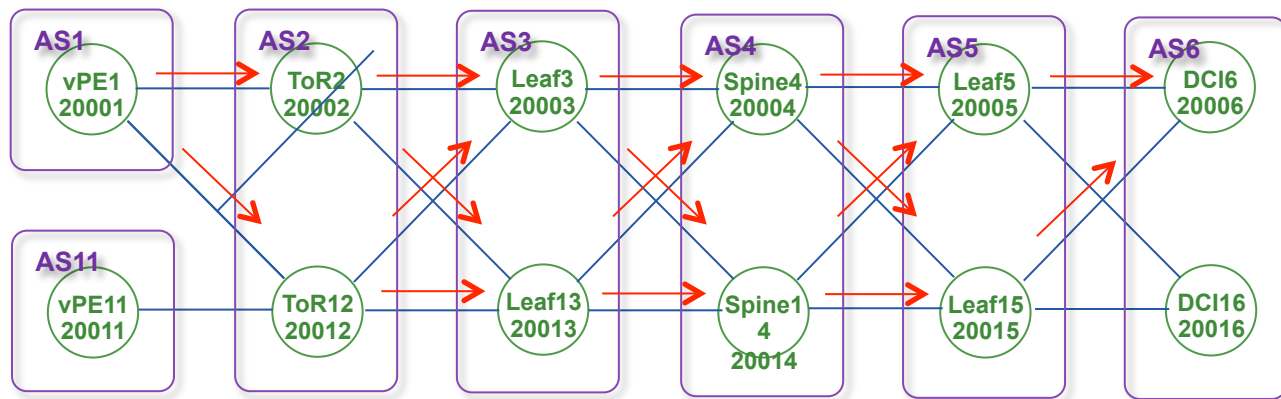 AS1
vPE1
20001
AS2
ToR2
20002
AS3
Leaf3
20003
AS4
Spine4
20004
AS5
Leaf5
20005
AS6
DCI6
20006
AS11
vPE11
20011
ToR12
20012
Leaf13
20013
Spine1
4
20014
Leaf15
20015
DCI16
20016